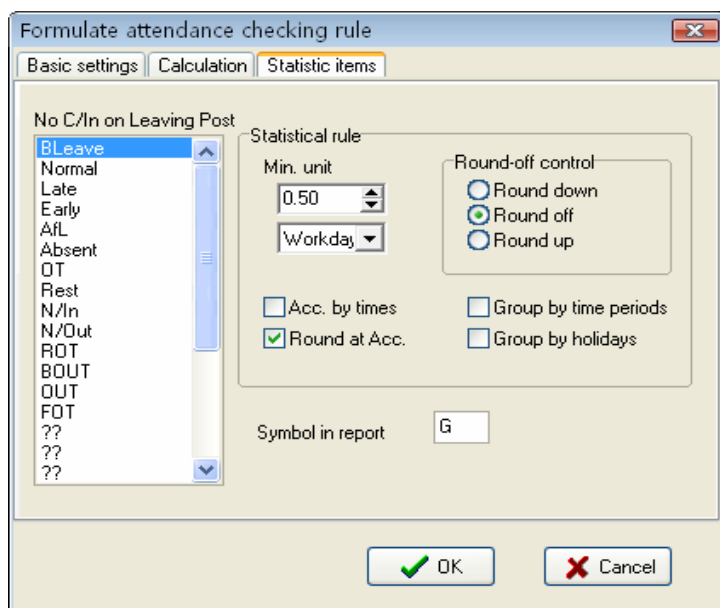 Formulate attendance checking rule
Basic settings Calculation Statistic items
No C/In on Leaving Post
BLeave
Normal
Late
Early
AfL
Absent
OT
Rest
N/In
N/Out
ROT
BOUT
OUT
FOT
??
??
??
Statistical rule
Min. unit
0.50
Workday
Round-off control
Round down
Round off
Round up
Acc. by times
Group by time periods
Round at Acc.
Group by holidays
Symbol in report G
OK Cancel